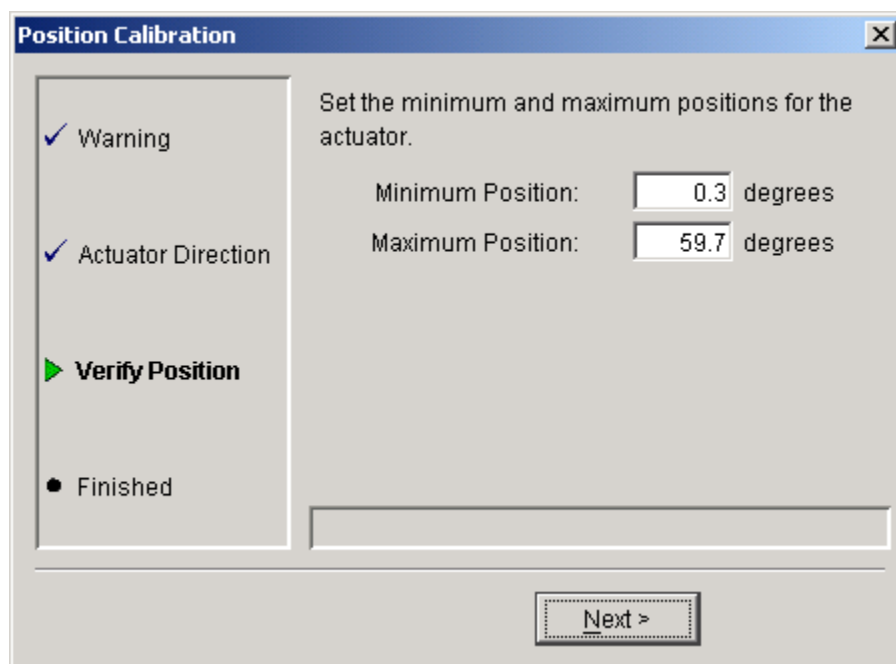 Position Calibration
Warning
Actuator Direction
Verify Position
Finished
Set the minimum and maximum positions for the
actuator.
Minimum Position: 0.3 degrees
Maximum Position: 59.7 degrees
Next >